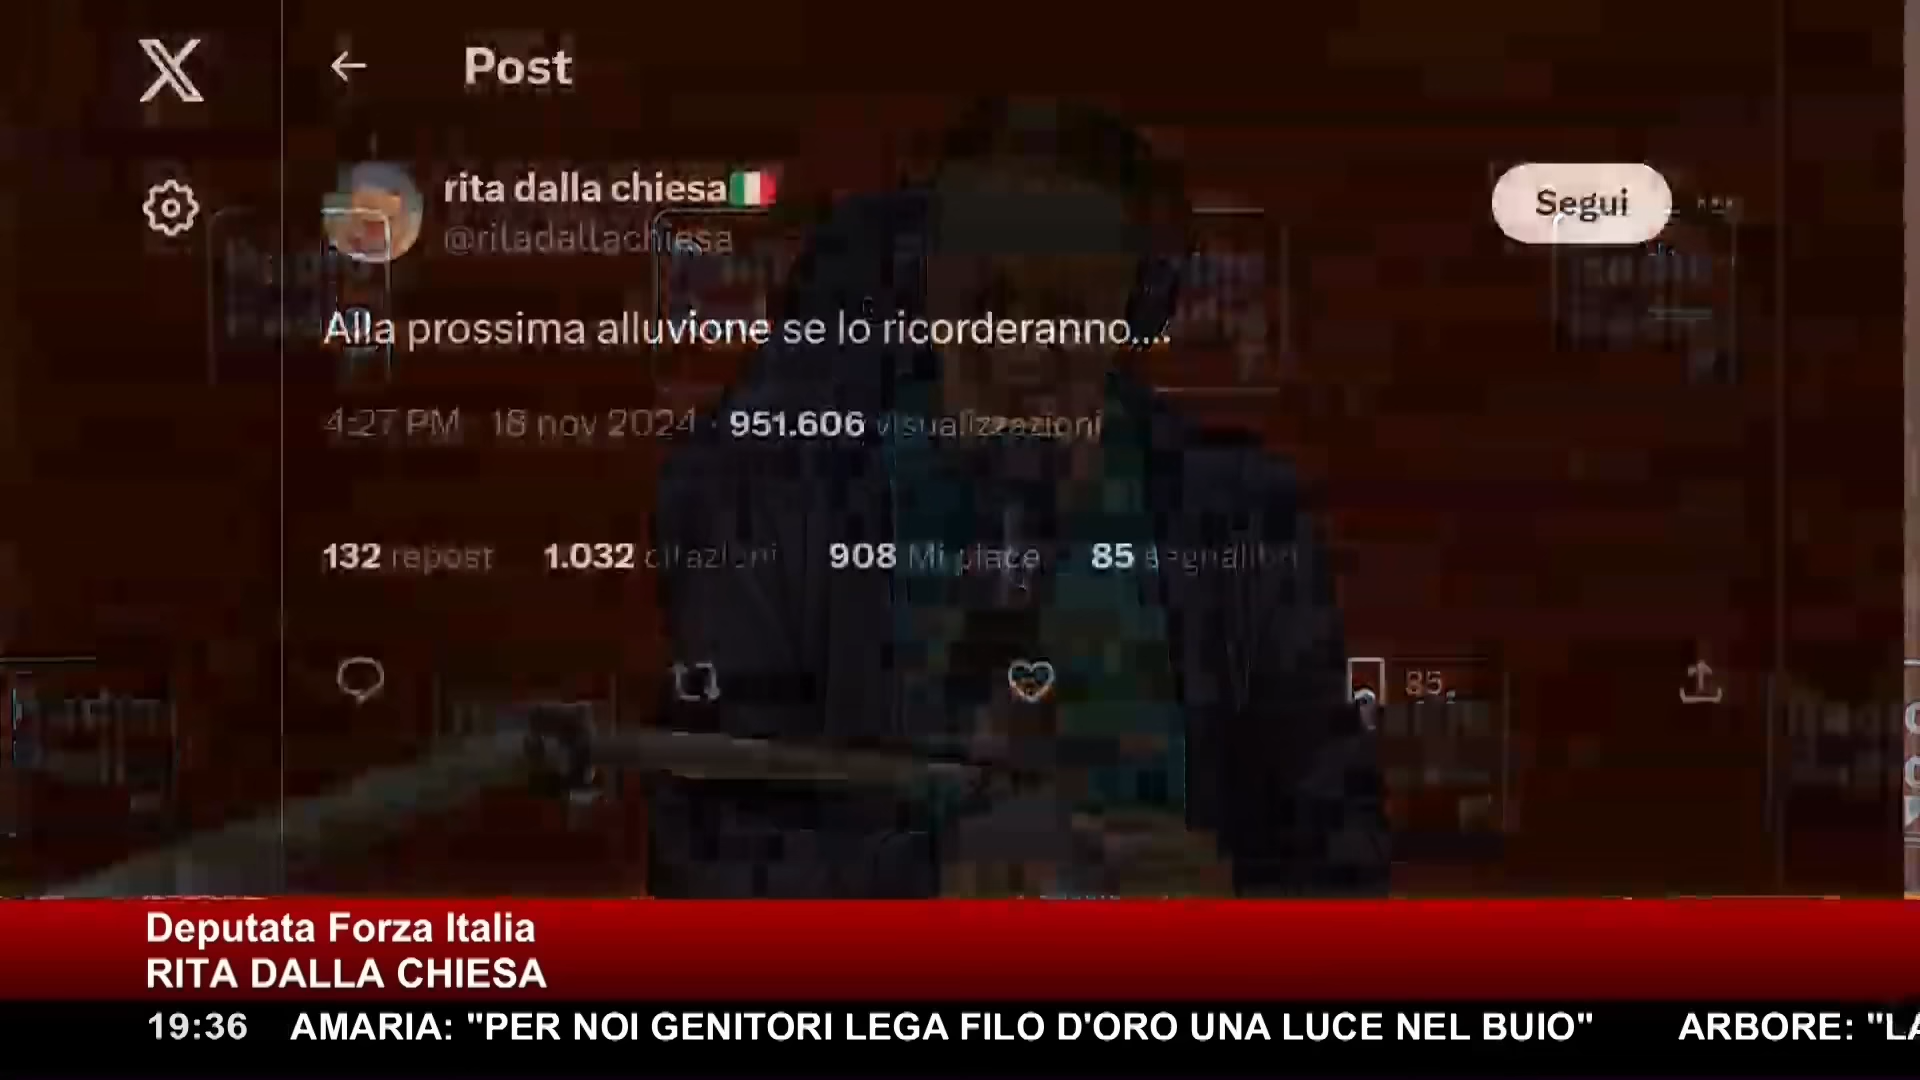 Post
rita dalla chiesa
@ritadallachiesa
Segui
Alla prossima alluvione se lo ricorderanno....
4:27 PM · 18 nov 2024 · 951.606 visualizzazioni
132 repost 1.032 citazioni 908 Mi piace 85 segnalibri
85
Deputata Forza Italia
RITA DALLA CHIESA
19:36 AMARIA: "PER NOI GENITORI LEGA FILO D'ORO UNA LUCE NEL BUIO" ARBORE: "LA